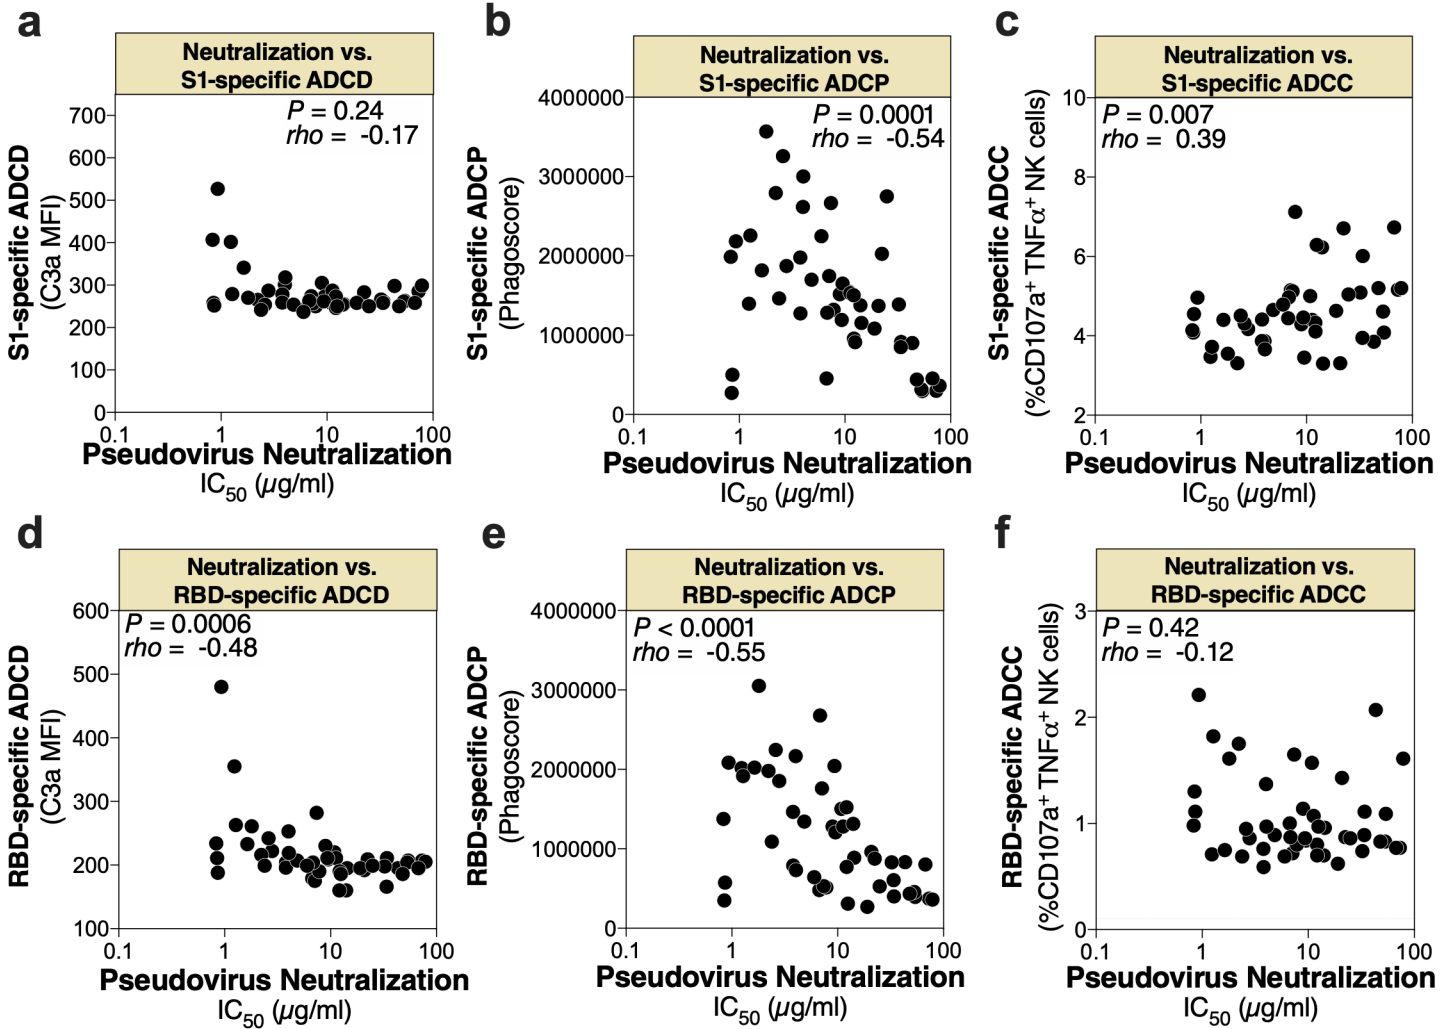 a
Neutralization vs.
S1-specific ADCD
P = 0.24
rho = -0.17
S1-specific ADCD
(C3a MFI)
700
600
500
400
300
200
100
0
0.1 1 10 100
Pseudovirus Neutralization
IC50 (µg/ml)
b
Neutralization vs.
S1-specific ADCP
P = 0.0001
rho = -0.54
S1-specific ADCP
(Phagoscore)
4000000
3000000
2000000
1000000
0
0.1 1 10 100
Pseudovirus Neutralization
IC50 (µg/ml)
c
Neutralization vs.
S1-specific ADCC
P = 0.007
rho = 0.39
S1-specific ADCC
(%CD107a+ TNFα+ NK cells)
10
8
6
4
2
0.1 1 10 100
Pseudovirus Neutralization
IC50 (µg/ml)
d
Neutralization vs.
RBD-specific ADCD
P = 0.0006
rho = -0.48
RBD-specific ADCD
(C3a MFI)
600
500
400
300
200
100
0.1 1 10 100
Pseudovirus Neutralization
IC50 (µg/ml)
e
Neutralization vs.
RBD-specific ADCP
P < 0.0001
rho = -0.55
RBD-specific ADCP
(Phagoscore)
4000000
3000000
2000000
1000000
0
0.1 1 10 100
Pseudovirus Neutralization
IC50 (µg/ml)
f
Neutralization vs.
RBD-specific ADCC
P = 0.42
rho = -0.12
RBD-specific ADCC
(%CD107a+ TNFα+ NK cells)
3
2
1
0
0.1 1 10 100
Pseudovirus Neutralization
IC50 (µg/ml)